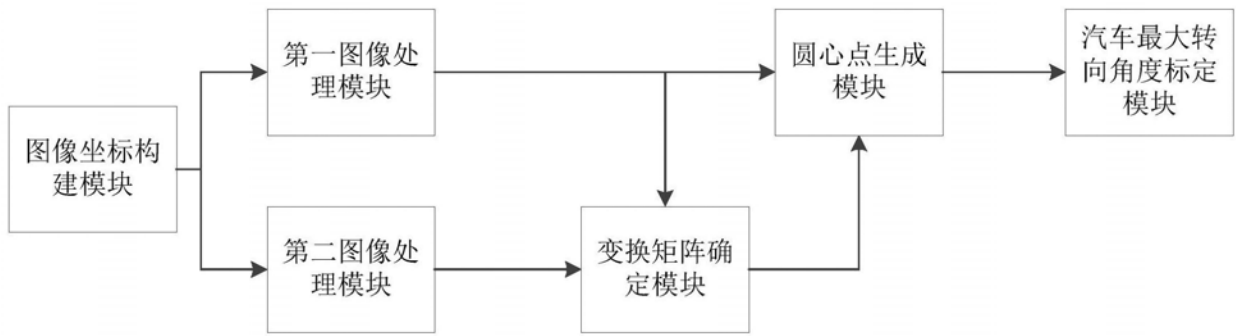 图像坐标构
建模块
第一图像处
理模块
第二图像处
理模块
变换矩阵确
定模块
圆心点生成
模块
汽车最大转
向角度标定
模块